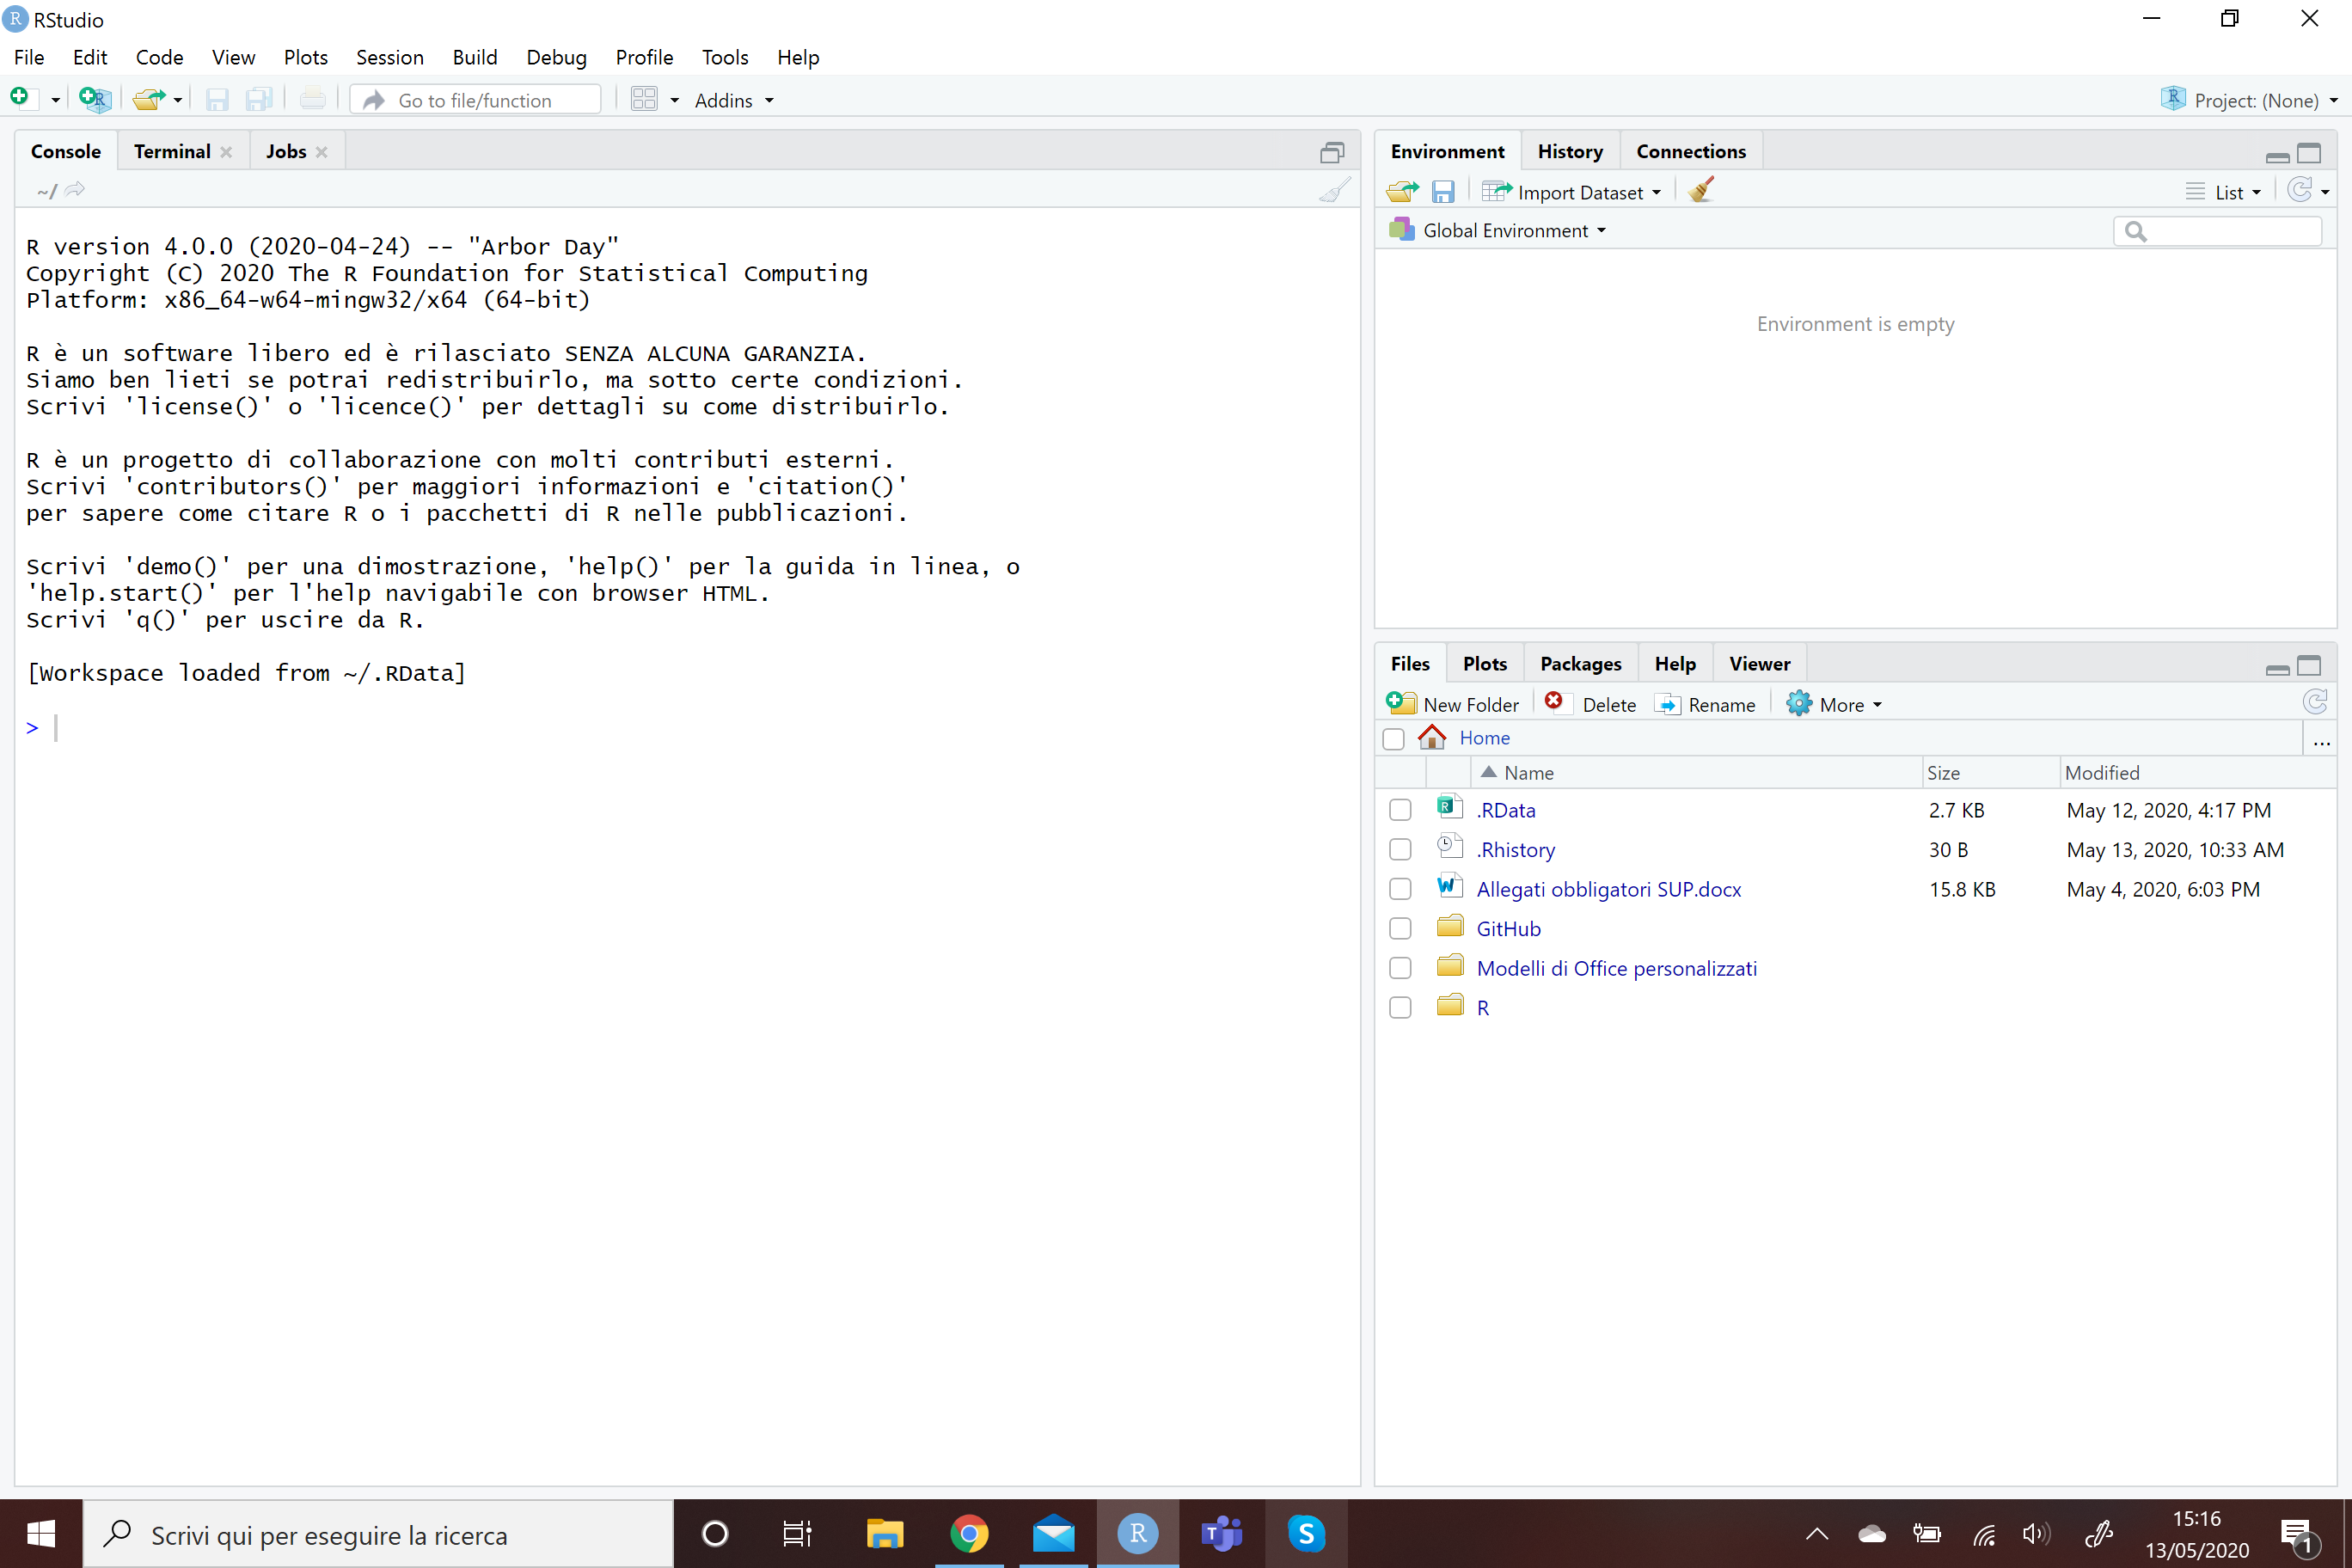 RStudio
File Edit Code View Plots Session Build Debug Profile Tools Help
Go to file/function Addins Project: (None)
Console Terminal Jobs
~/
R version 4.0.0 (2020-04-24) -- "Arbor Day"
Copyright (C) 2020 The R Foundation for Statistical Computing
Platform: x86_64-w64-mingw32/x64 (64-bit)
R è un software libero ed è rilasciato SENZA ALCUNA GARANZIA.
Siamo ben lieti se potrai redistribuirlo, ma sotto certe condizioni.
Scrivi 'license()' o 'licence()' per dettagli su come distribuirlo.
R è un progetto di collaborazione con molti contributi esterni.
Scrivi 'contributors()' per maggiori informazioni e 'citation()'
per sapere come citare R o i pacchetti di R nelle pubblicazioni.
Scrivi 'demo()' per una dimostrazione, 'help()' per la guida in linea, o
'help.start()' per l'help navigabile con browser HTML.
Scrivi 'q()' per uscire da R.
[Workspace loaded from ~/.RData]
>
Environment History Connections
Import Dataset List
Global Environment
Environment is empty
Files Plots Packages Help Viewer
New Folder Delete Rename More
Home ...
Name Size Modified
.RData 2.7 KB May 12, 2020, 4:17 PM
.Rhistory 30 B May 13, 2020, 10:33 AM
Allegati obbligatori SUP.docx 15.8 KB May 4, 2020, 6:03 PM
GitHub
Modelli di Office personalizzati
R
Scrivi qui per eseguire la ricerca
15:16
13/05/2020
1